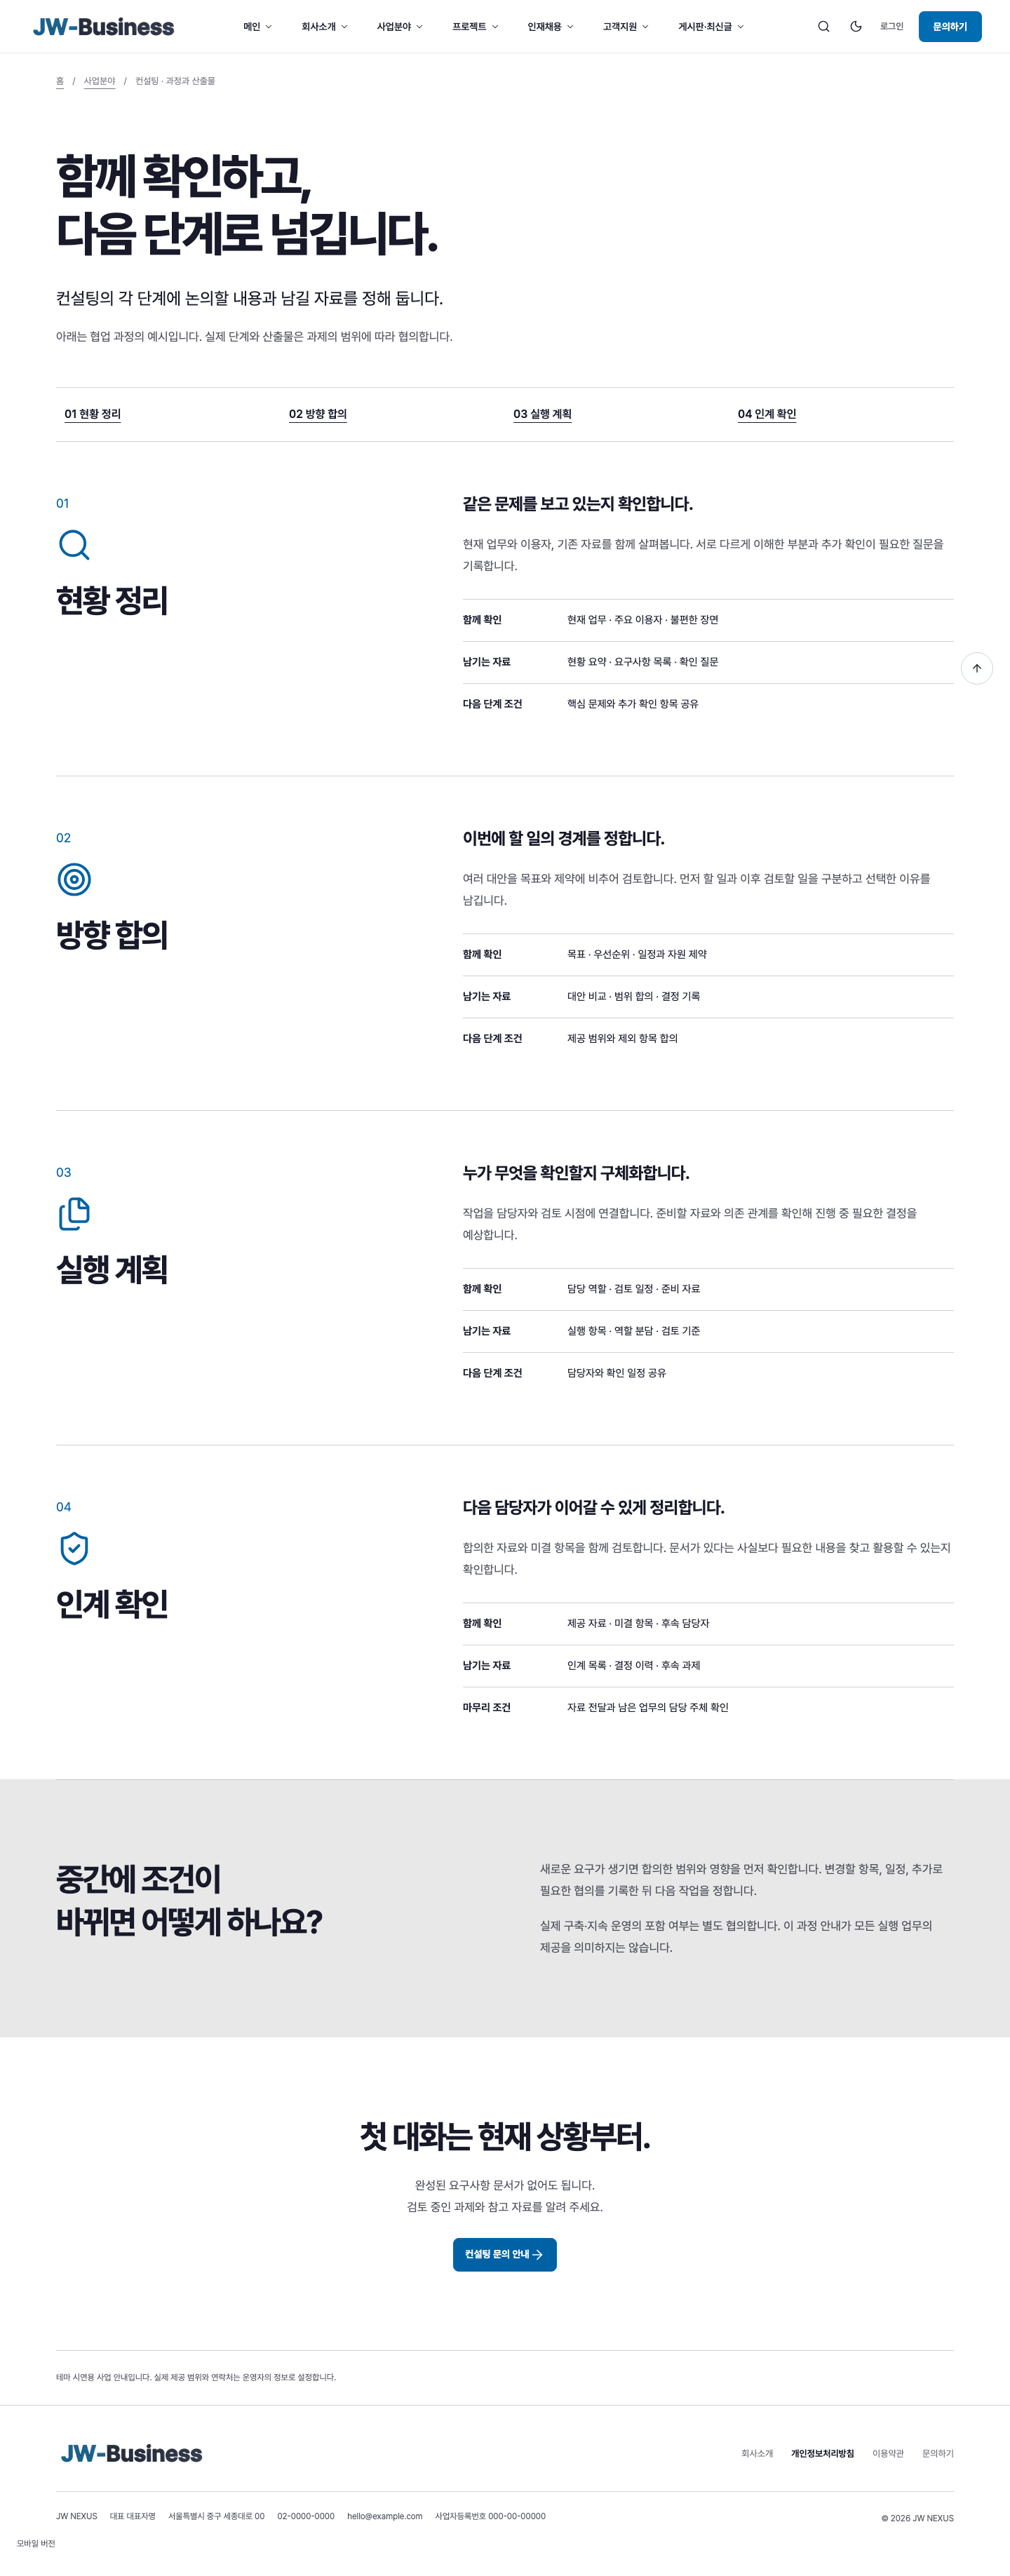 JW-Business
메인
회사소개
사업분야
프로젝트
인재채용
고객지원
게시판·최신글
로그인
문의하기
홈 / 사업분야 / 컨설팅 · 과정과 산출물
함께 확인하고,
다음 단계로 넘깁니다.
컨설팅의 각 단계에 논의할 내용과 남길 자료를 정해 둡니다.
아래는 협업 과정의 예시입니다. 실제 단계와 산출물은 과제의 범위에 따라 협의합니다.
01 현황 정리
02 방향 합의
03 실행 계획
04 인계 확인
01
현황 정리
같은 문제를 보고 있는지 확인합니다.
현재 업무와 이용자, 기존 자료를 함께 살펴봅니다. 서로 다르게 이해한 부분과 추가 확인이 필요한 질문을
기록합니다.
함께 확인 현재 업무 · 주요 이용자 · 불편한 장면
남기는 자료 현황 요약 · 요구사항 목록 · 확인 질문
다음 단계 조건 핵심 문제와 추가 확인 항목 공유
02
방향 합의
이번에 할 일의 경계를 정합니다.
여러 대안을 목표와 제약에 비추어 검토합니다. 먼저 할 일과 이후 검토할 일을 구분하고 선택한 이유를
남깁니다.
함께 확인 목표 · 우선순위 · 일정과 자원 제약
남기는 자료 대안 비교 · 범위 합의 · 결정 기록
다음 단계 조건 제공 범위와 제외 항목 합의
03
실행 계획
누가 무엇을 확인할지 구체화합니다.
작업을 담당자와 검토 시점에 연결합니다. 준비할 자료와 의존 관계를 확인해 진행 중 필요한 결정을
예상합니다.
함께 확인 담당 역할 · 검토 일정 · 준비 자료
남기는 자료 실행 항목 · 역할 분담 · 검토 기준
다음 단계 조건 담당자와 확인 일정 공유
04
인계 확인
다음 담당자가 이어갈 수 있게 정리합니다.
합의한 자료와 미결 항목을 함께 검토합니다. 문서가 있다는 사실보다 필요한 내용을 찾고 활용할 수 있는지
확인합니다.
함께 확인 제공 자료 · 미결 항목 · 후속 담당자
남기는 자료 인계 목록 · 결정 이력 · 후속 과제
마무리 조건 자료 전달과 남은 업무의 담당 주체 확인
중간에 조건이
바뀌면 어떻게 하나요?
새로운 요구가 생기면 합의한 범위와 영향을 먼저 확인합니다. 변경할 항목, 일정, 추가로
필요한 협의를 기록한 뒤 다음 작업을 정합니다.
실제 구축·지속 운영의 포함 여부는 별도 협의합니다. 이 과정 안내가 모든 실행 업무의
제공을 의미하지는 않습니다.
첫 대화는 현재 상황부터.
완성된 요구사항 문서가 없어도 됩니다.
검토 중인 과제와 참고 자료를 알려 주세요.
컨설팅 문의 안내
테마 시연용 사업 안내입니다. 실제 제공 범위와 연락처는 운영자의 정보로 설정합니다.
JW-Business
회사소개
개인정보처리방침
이용약관
문의하기
JW NEXUS 대표 대표자명 서울특별시 중구 세종대로 00 02-0000-0000 hello@example.com 사업자등록번호 000-00-00000
© 2026 JW NEXUS
모바일 버전